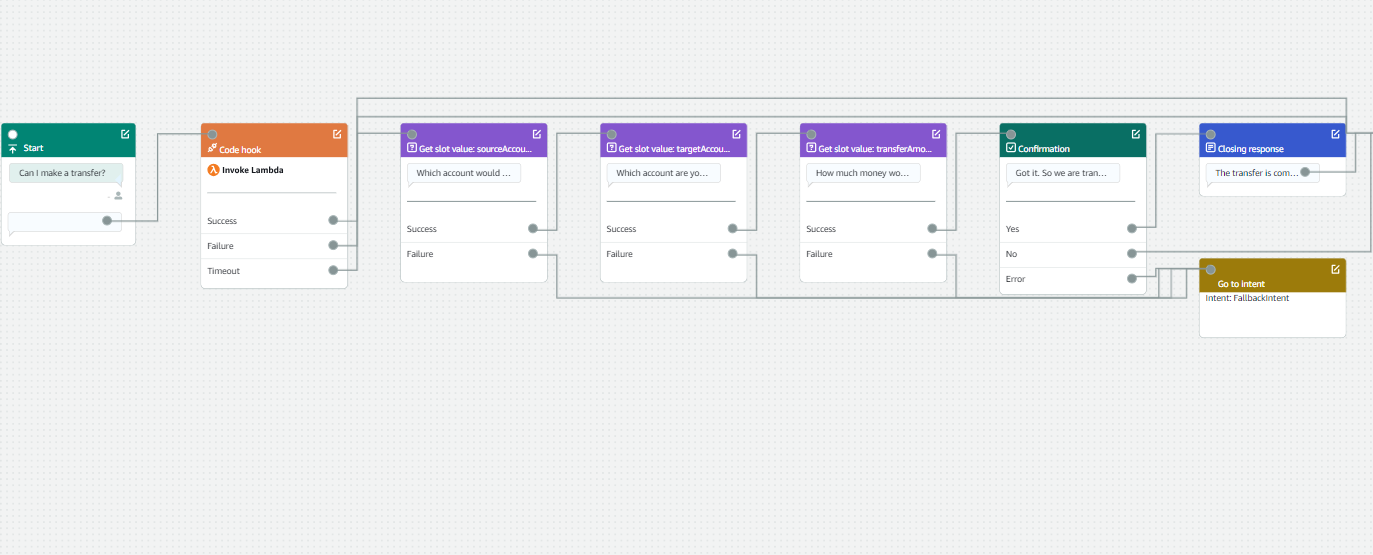 Start
Can I make a transfer?
Code hook
Invoke Lambda
Success
Failure
Timeout
Get slot value: sourceAccou...
Which account would ...
Success
Failure
Get slot value: targetAccou...
Which account are yo...
Success
Failure
Get slot value: transferAmo...
How much money wo...
Success
Failure
Confirmation
Got it. So we are tran...
Yes
No
Error
Closing response
The transfer is com...
Go to intent
Intent: FallbackIntent